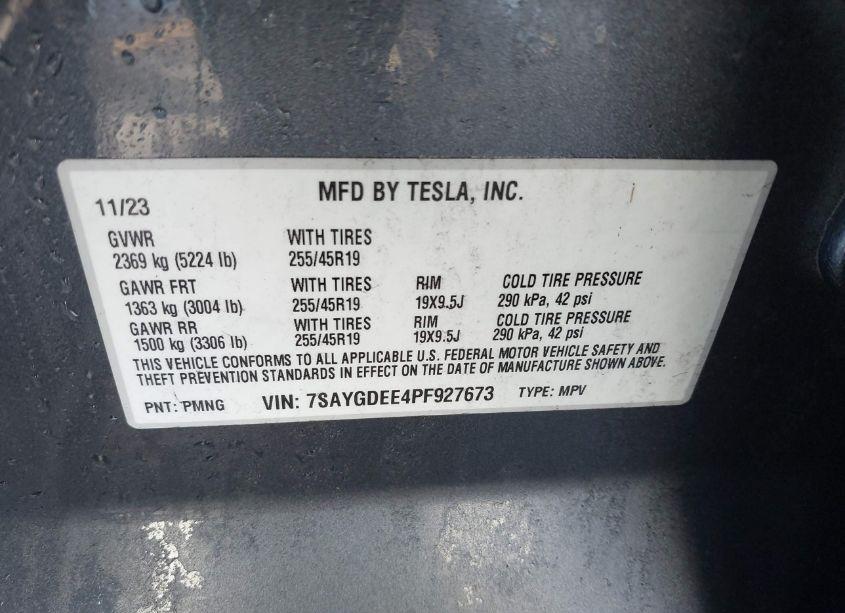 MFD BY TESLA, INC.
11/23
GVWR WITH TIRES
2369 kg (5224 lb) 255/45R19
GAWR FRT WITH TIRES RIM COLD TIRE PRESSURE
1363 kg (3004 lb) 255/45R19 19X9.5J 290 kPa, 42 psi
GAWR RR WITH TIRES RIM COLD TIRE PRESSURE
1500 kg (3306 lb) 255/45R19 19X9.5J 290 kPa, 42 psi
THIS VEHICLE CONFORMS TO ALL APPLICABLE U.S. FEDERAL MOTOR VEHICLE SAFETY AND
THEFT PREVENTION STANDARDS IN EFFECT ON THE DATE OF MANUFACTURE SHOWN ABOVE.
PNT: PMNG VIN: 7SAYGDEE4PF927673 TYPE: MPV